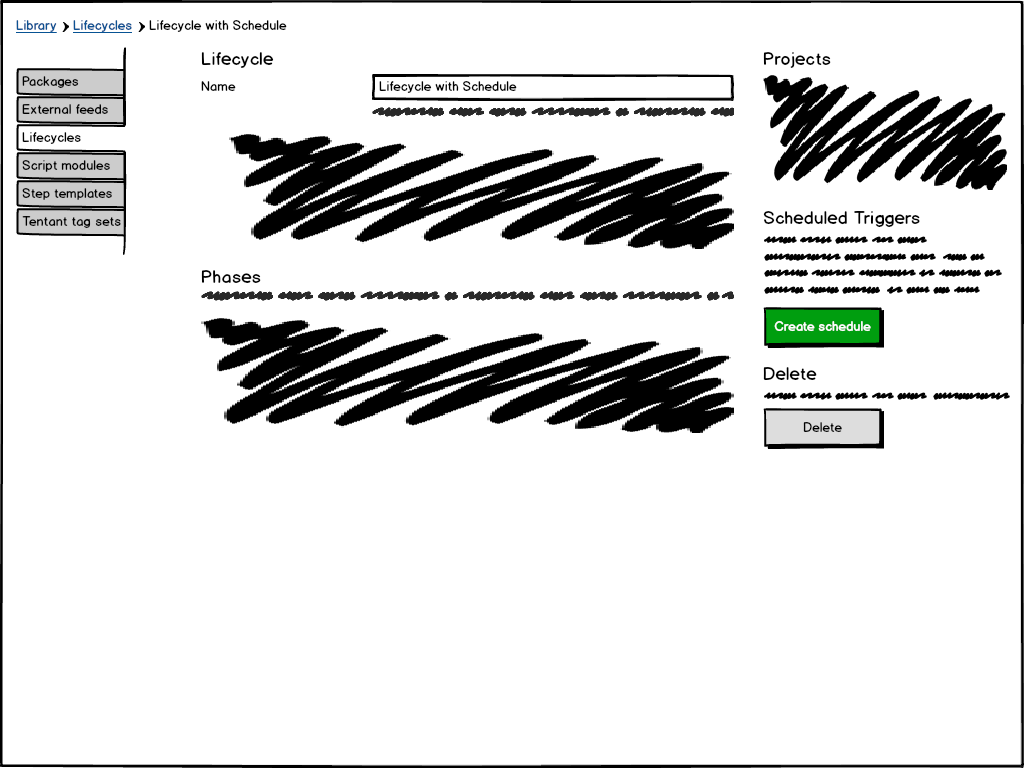 Library > Lifecycles > Lifecycle with Schedule
Packages
External feeds
Lifecycles
Script modules
Step templates
Tentant tag sets
Lifecycle
Name
Lifecycle with Schedule
Phases
Projects
Scheduled Triggers
Create schedule
Delete
Delete